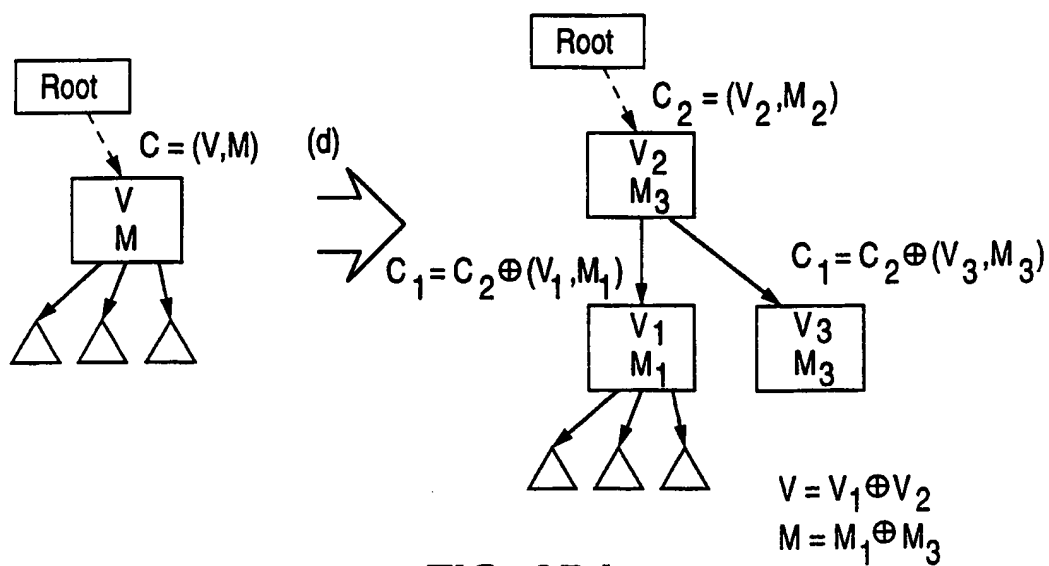 Root
C = (V,M)
V
M
(d)
Root
C₂ = (V₂,M₂)
V₂
M₃
C₁ = C₂ ⊕ (V₁,M₁)
C₁ = C₂ ⊕ (V₃,M₃)
V₁
M₁
V₃
M₃
V = V₁ ⊕ V₂
M = M₁ ⊕ M₃